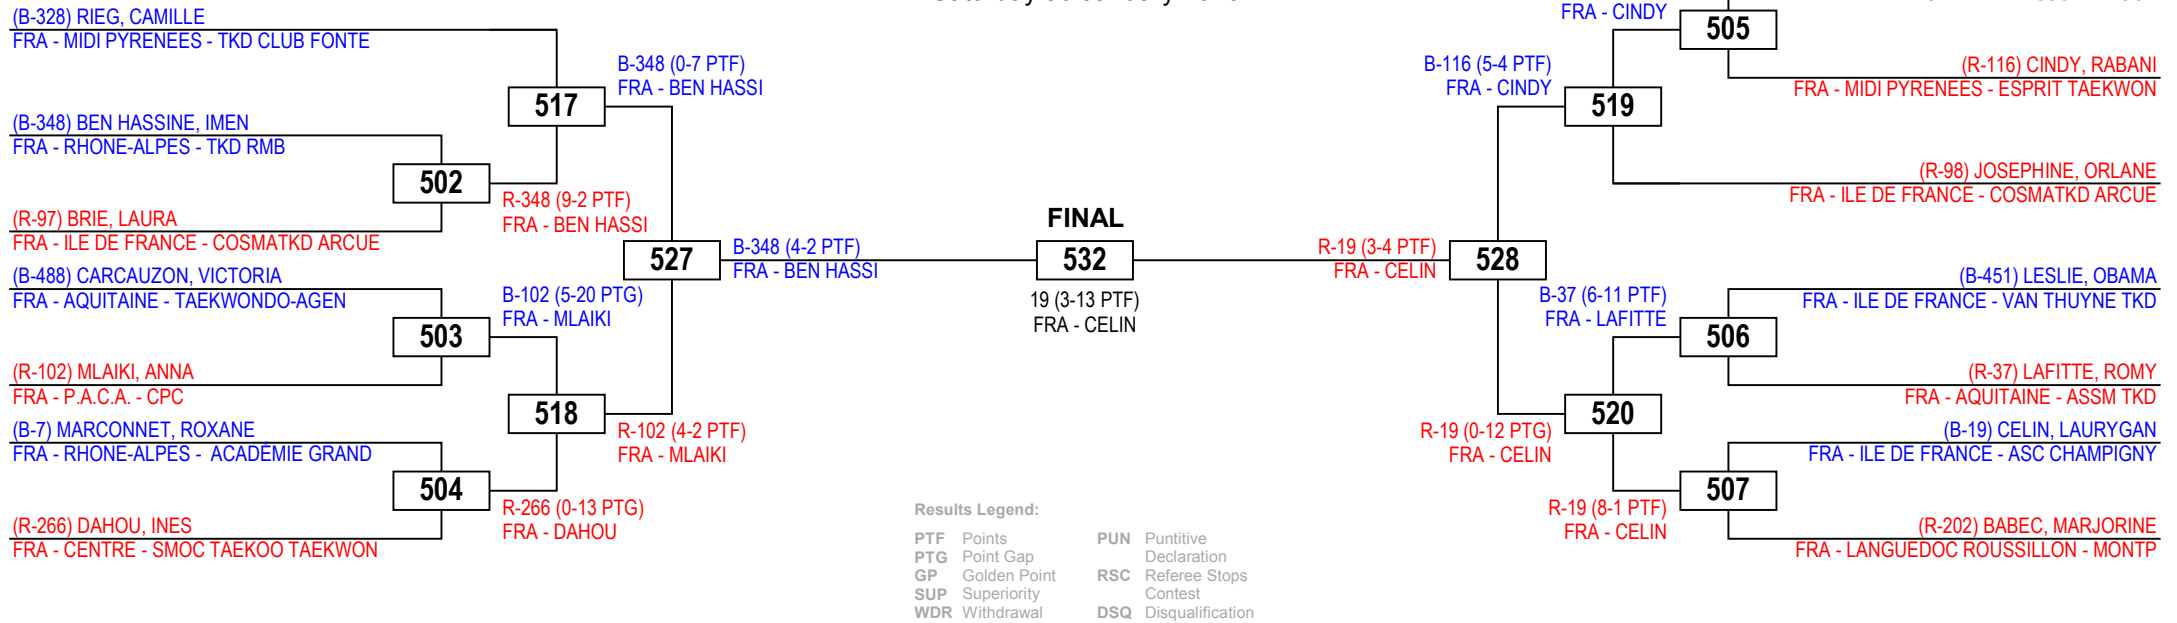 (B-328) RIEG, CAMILLE
FRA - MIDI PYRENEES - TKD CLUB FONTE
(B-348) BEN HASSINE, IMEN
FRA - RHONE-ALPES - TKD RMB
(R-97) BRIE, LAURA
FRA - ILE DE FRANCE - COSMATKD ARCUE
(B-488) CARCAUZON, VICTORIA
FRA - AQUITAINE - TAEKWONDO-AGEN
(R-102) MLAIKI, ANNA
FRA - P.A.C.A. - CPC
(B-7) MARCONNET, ROXANE
FRA - RHONE-ALPES - ACADÉMIE GRAND
(R-266) DAHOU, INES
FRA - CENTRE - SMOC TAEKOO TAEKWON
502
503
504
R-348 (9-2 PTF)
FRA - BEN HASSI
B-102 (5-20 PTG)
FRA - MLAIKI
R-266 (0-13 PTG)
FRA - DAHOU
517
518
B-348 (0-7 PTF)
FRA - BEN HASSI
R-102 (4-2 PTF)
FRA - MLAIKI
527
B-348 (4-2 PTF)
FRA - BEN HASSI
FINAL
532
19 (3-13 PTF)
FRA - CELIN
R-19 (3-4 PTF)
FRA - CELIN
528
B-116 (5-4 PTF)
FRA - CINDY
R-19 (0-12 PTG)
FRA - CELIN
519
520
FRA - CINDY
B-37 (6-11 PTF)
FRA - LAFITTE
R-19 (8-1 PTF)
FRA - CELIN
505
506
507
(R-116) CINDY, RABANI
FRA - MIDI PYRENEES - ESPRIT TAEKWON
(R-98) JOSEPHINE, ORLANE
FRA - ILE DE FRANCE - COSMATKD ARCUE
(B-451) LESLIE, OBAMA
FRA - ILE DE FRANCE - VAN THUYNE TKD
(R-37) LAFITTE, ROMY
FRA - AQUITAINE - ASSM TKD
(B-19) CELIN, LAURYGAN
FRA - ILE DE FRANCE - ASC CHAMPIGNY
(R-202) BABEC, MARJORINE
FRA - LANGUEDOC ROUSSILLON - MONTP
Results Legend:
PTF Points
PTG Point Gap
GP Golden Point
SUP Superiority
WDR Withdrawal
PUN Puntitive
Declaration
RSC Referee Stops
Contest
DSQ Disqualification